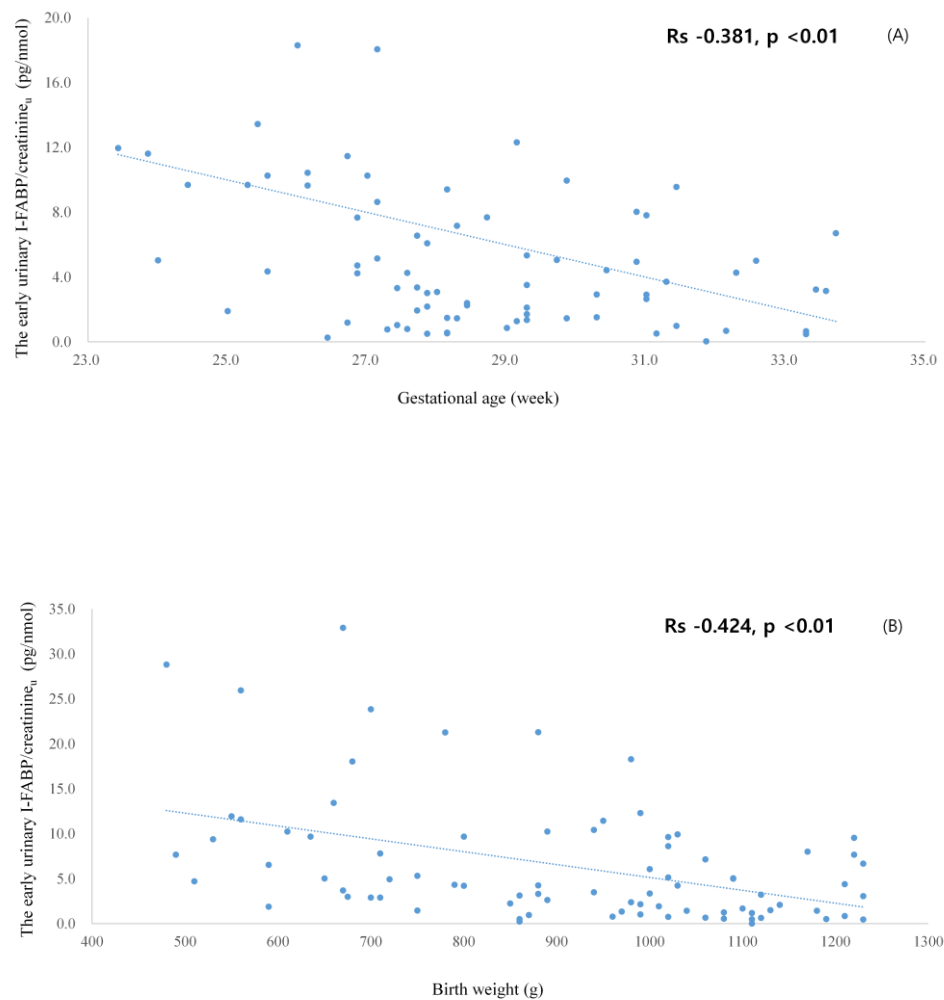 The early urinary I-FABP/creatinineu (pg/nmol)
20.0
16.0
12.0
8.0
4.0
0.0
Rs -0.381, p <0.01 (A)
23.0 25.0 27.0 29.0 31.0 33.0 35.0
Gestational age (week)
The early urinary I-FABP/creatinineu (pg/nmol)
35.0
30.0
25.0
20.0
15.0
10.0
5.0
0.0
Rs -0.424, p <0.01 (B)
400 500 600 700 800 900 1000 1100 1200 1300
Birth weight (g)